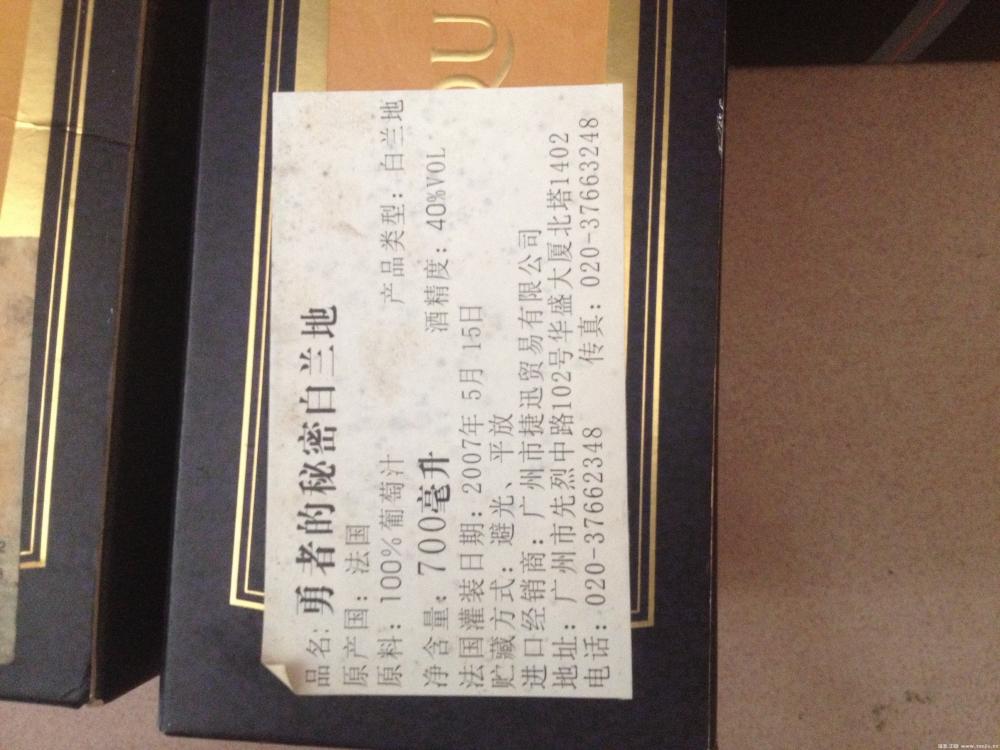 品名: 勇者的秘密白兰地
原产国: 法国
原料: 100%葡萄汁 产品类型: 白兰地
净含量: 700毫升 酒精度: 40%VOL
法国灌装日期: 2007年 5月 15日
贮藏方式: 避光、平放
进口经销商: 广州市捷迅贸易有限公司
地址: 广州市先烈中路102号华盛大厦北塔1402
电话: 020-37662348 传真: 020-37663248